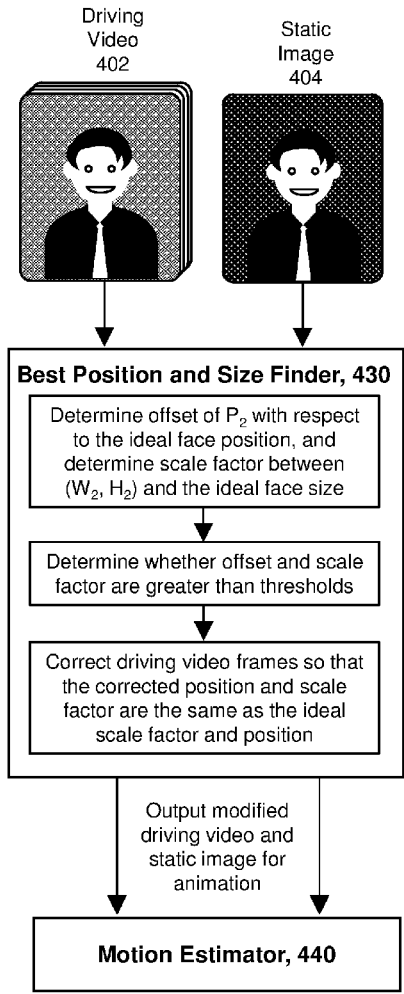 Driving
Video
402
Static
Image
404
Best Position and Size Finder, 430
Determine offset of P₂ with respect
to the ideal face position, and
determine scale factor between
(W₂, H₂) and the ideal face size
Determine whether offset and scale
factor are greater than thresholds
Correct driving video frames so that
the corrected position and scale
factor are the same as the ideal
scale factor and position
Output modified
driving video and
static image for
animation
Motion Estimator, 440